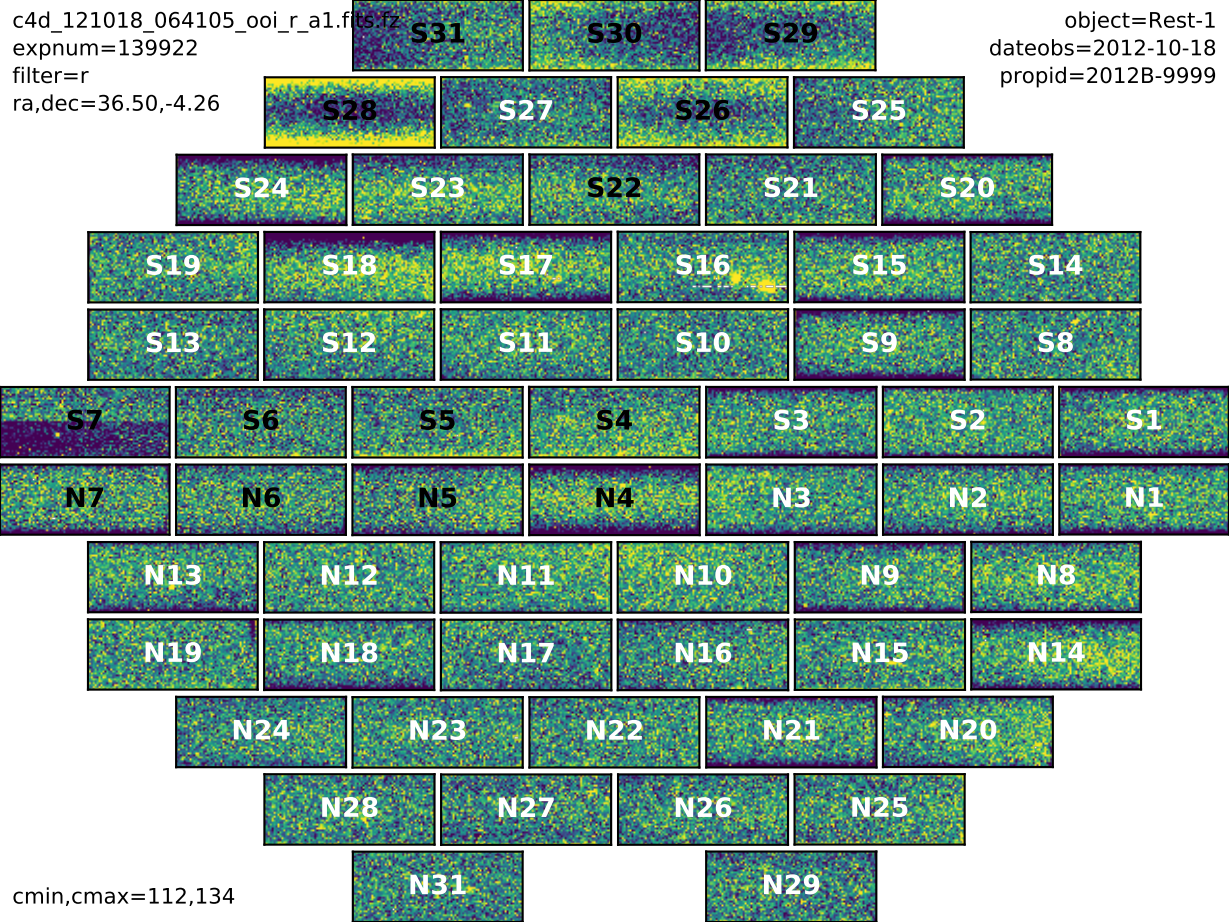 c4d_121018_064105_ooi_r_a1.fits.fz
expnum=139922
filter=r
ra,dec=36.50,-4.26
object=Rest-1
dateobs=2012-10-18
propid=2012B-9999
S31 S30 S29
S28 S27 S26 S25
S24 S23 S22 S21 S20
S19 S18 S17 S16 S15 S14
S13 S12 S11 S10 S9 S8
S7 S6 S5 S4 S3 S2 S1
N7 N6 N5 N4 N3 N2 N1
N13 N12 N11 N10 N9 N8
N19 N18 N17 N16 N15 N14
N24 N23 N22 N21 N20
N28 N27 N26 N25
N31 N29
cmin,cmax=112,134